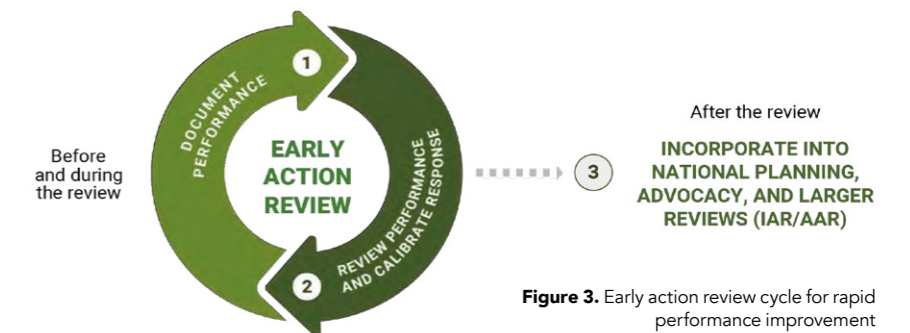 Before
and during
the review
1
DOCUMENT
PERFORMANCE
EARLY
ACTION
REVIEW
2
REVIEW PERFORMANCE
AND CALIBRATE RESPONSE
3
After the review
INCORPORATE INTO
NATIONAL PLANNING,
ADVOCACY, AND LARGER
REVIEWS (IAR/AAR)
Figure 3. Early action review cycle for rapid
performance improvement